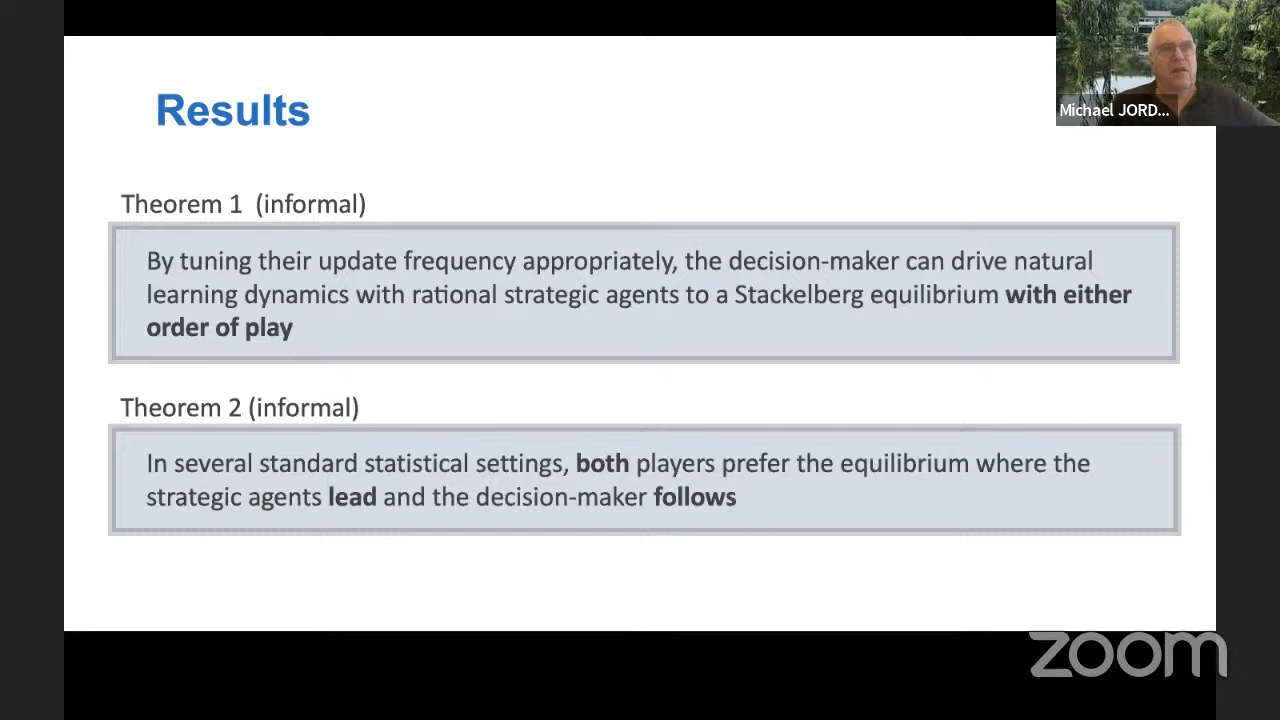 Results
Michael JORD...
Theorem 1 (informal)
By tuning their update frequency appropriately, the decision-maker can drive natural
learning dynamics with rational strategic agents to a Stackelberg equilibrium with either
order of play
Theorem 2 (informal)
In several standard statistical settings, both players prefer the equilibrium where the
strategic agents lead and the decision-maker follows
zoom